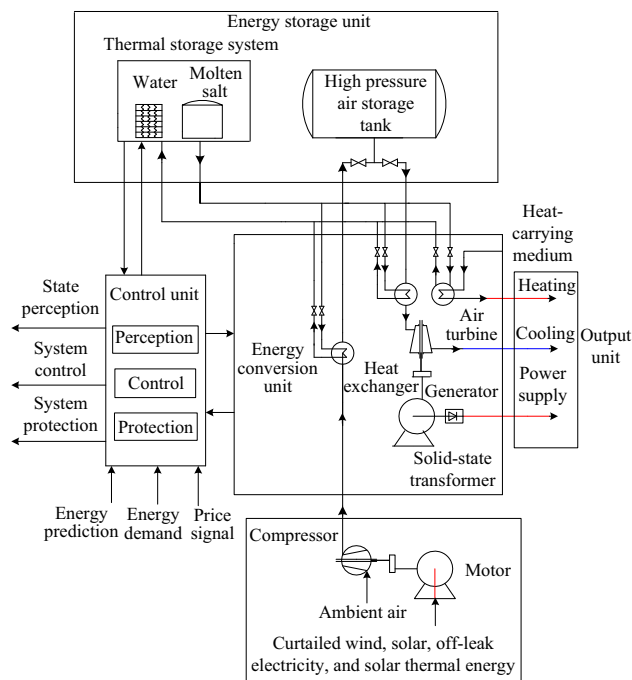 Energy storage unit
Thermal storage system
Water
Molten
salt
High pressure
air storage
tank
Heat-
carrying
medium
State
perception
Control unit
Perception
System
control
Control
System
protection
Protection
Energy
conversion
unit
Heat
exchanger
Air
turbine
Generator
Solid-state
transformer
Heating
Cooling
Power
supply
Output
unit
Energy
prediction
Energy
demand
Price
signal
Compressor
Motor
Ambient air
Curtailed wind, solar, off-leak
electricity, and solar thermal energy